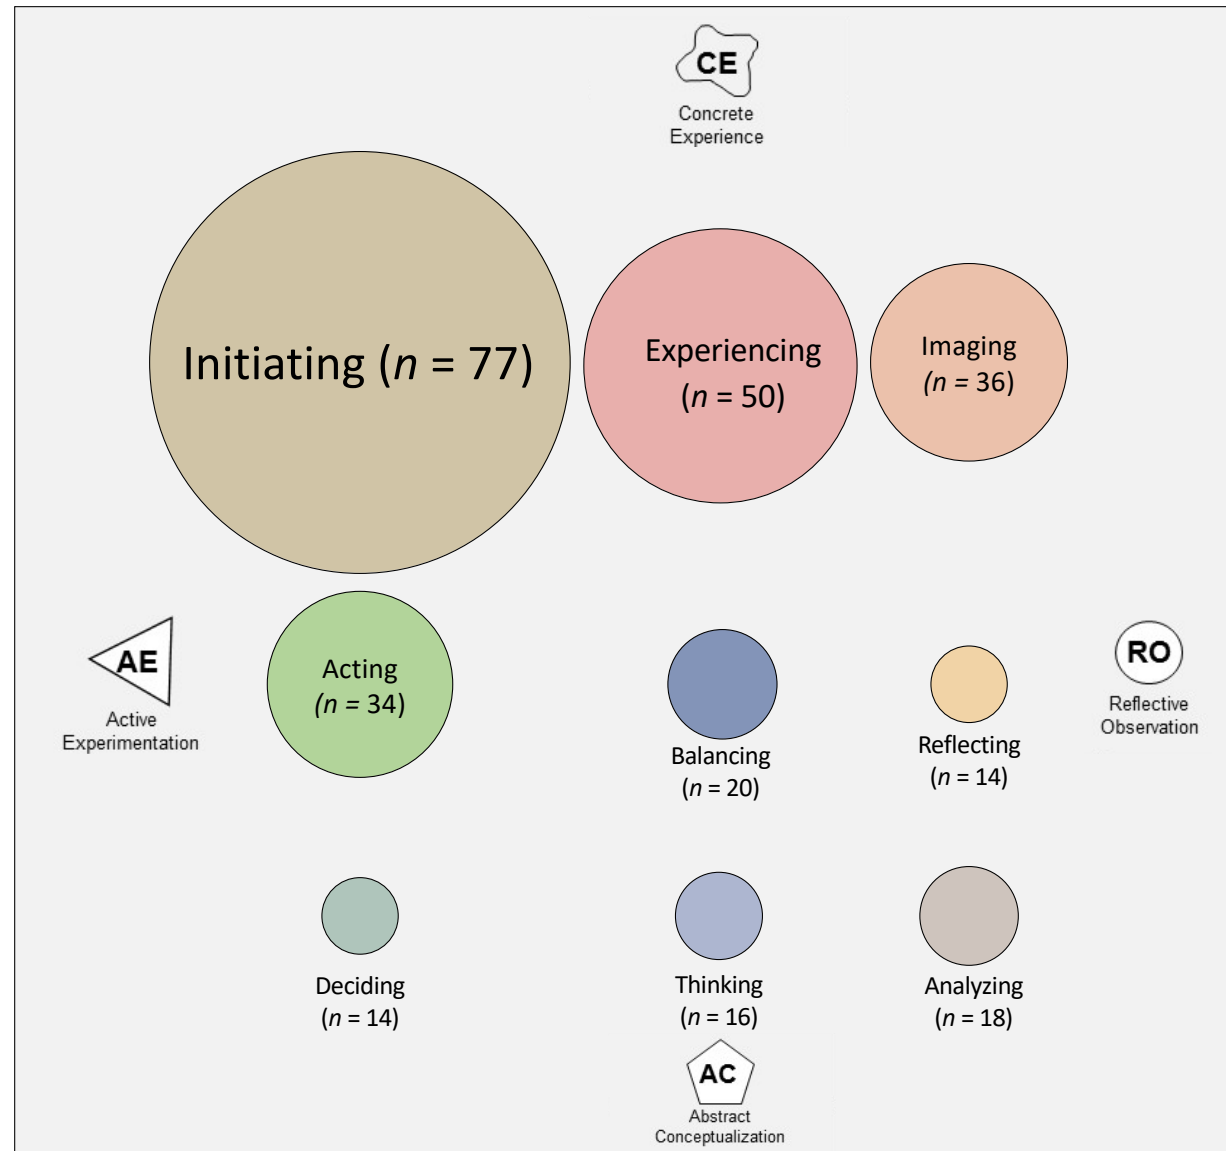 CE
Concrete
Experience
Initiating (n = 77)
Experiencing
(n = 50)
Imaging
(n = 36)
AE
Active
Experimentation
Acting
(n = 34)
Balancing
(n = 20)
Reflecting
(n = 14)
RO
Reflective
Observation
Deciding
(n = 14)
Thinking
(n = 16)
Analyzing
(n = 18)
AC
Abstract
Conceptualization